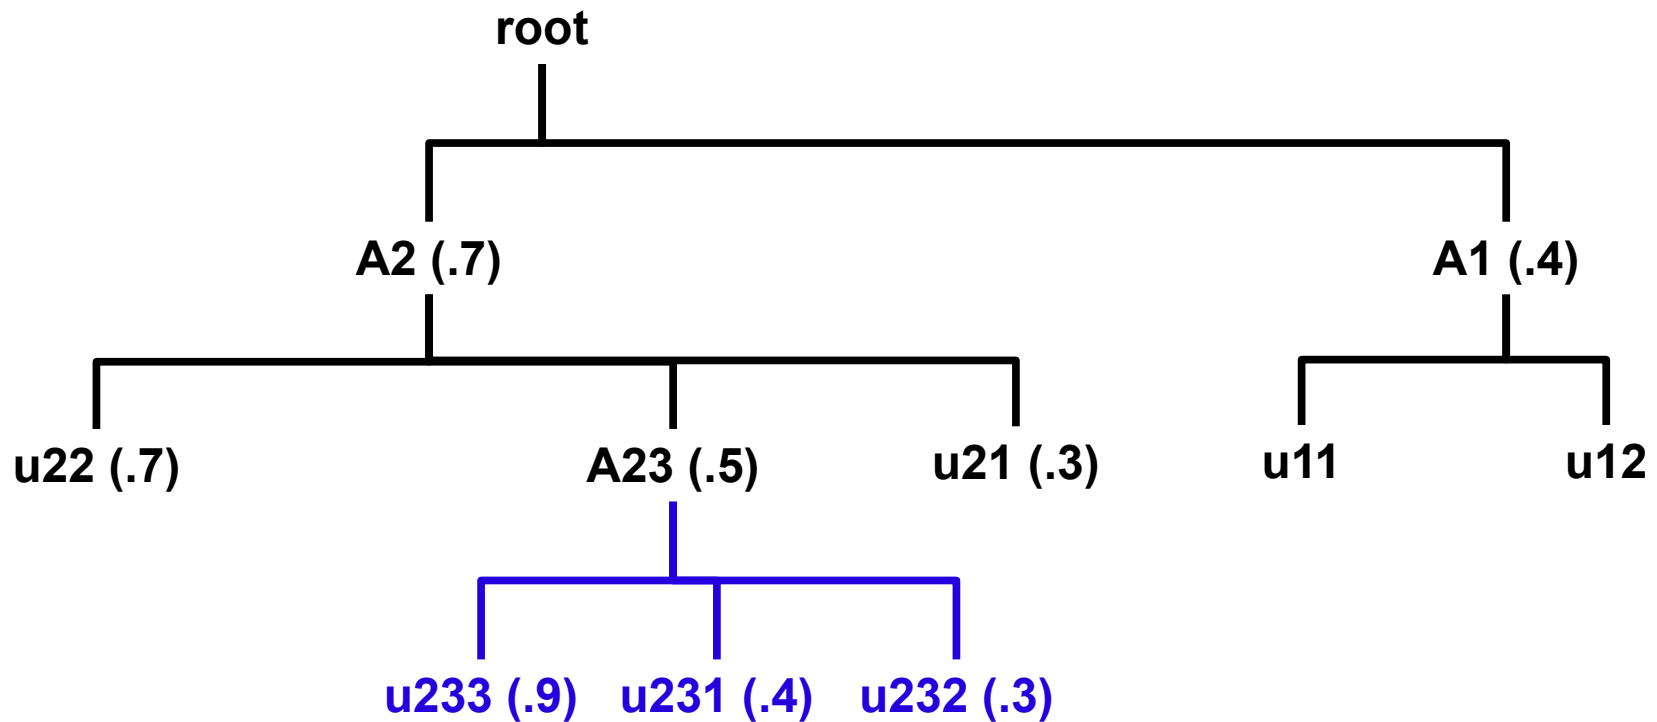 root
A2 (.7) A1 (.4)
u22 (.7) A23 (.5) u21 (.3) u11 u12
u233 (.9) u231 (.4) u232 (.3)